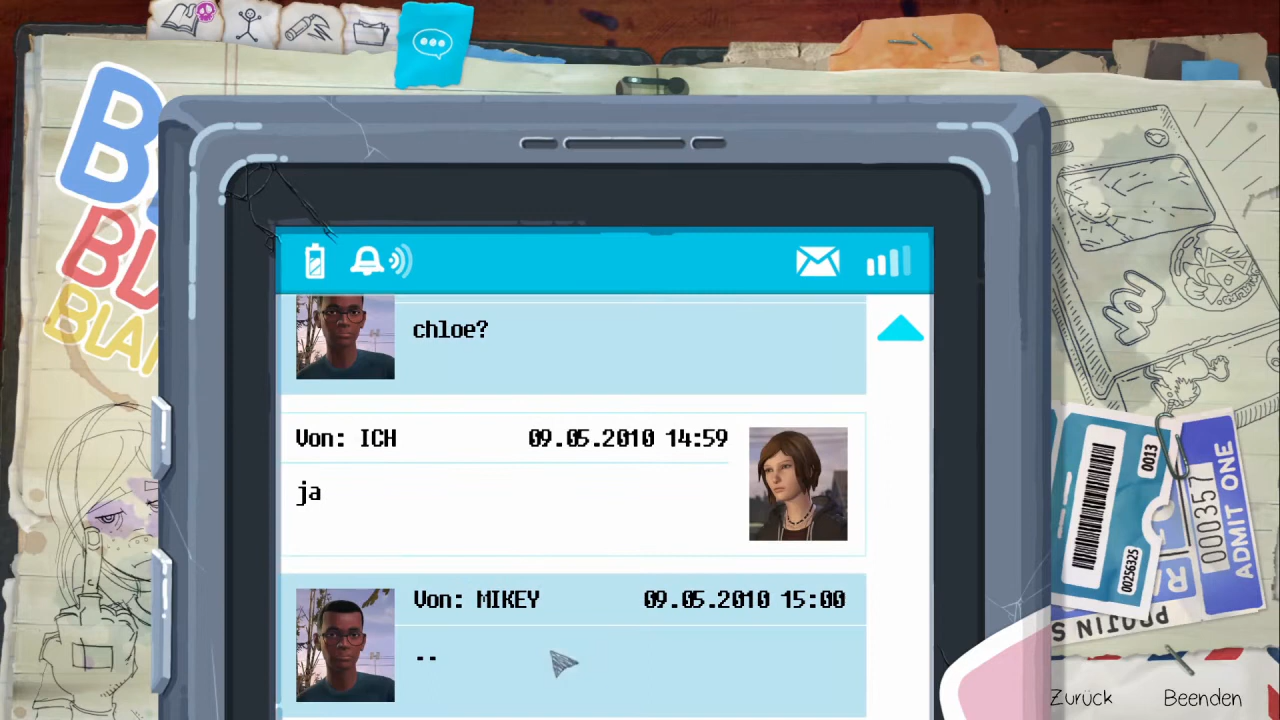 chloe?
Von: ICH 09.05.2010 14:59
ja
Von: MIKEY 09.05.2010 15:00
--
0013
00256325
000357
ADMIT ONE
Zurück Beenden